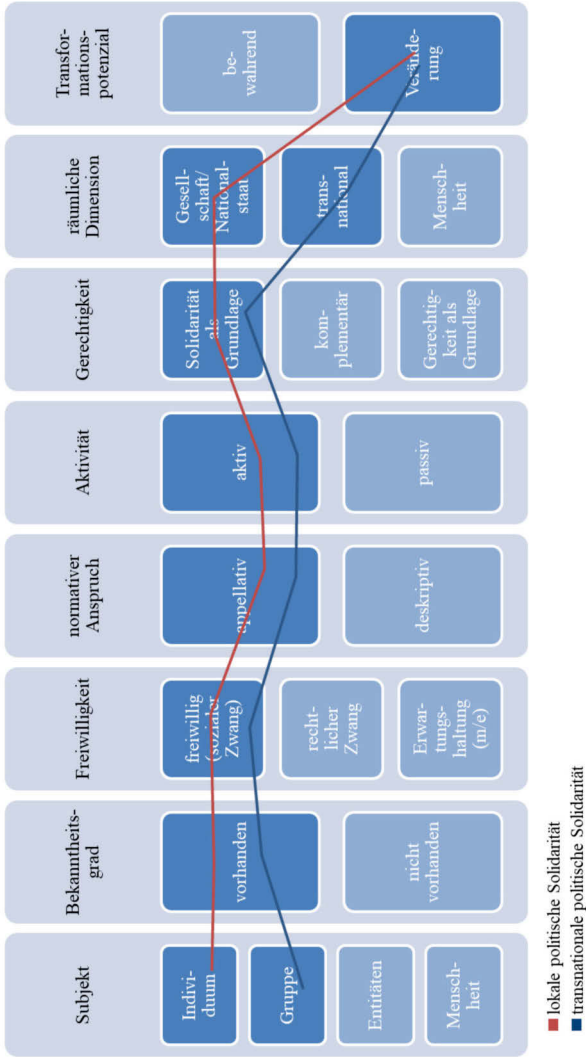 Subjekt
Indivi-
duum
Gruppe
Entitäten
Mensch-
heit
Bekanntheits-
grad
vorhanden
nicht
vorhanden
Freiwilligkeit
freiwillig
(sozialer
Zwang)
recht-
licher
Zwang
Erwar-
tungs-
haltung
(m/e)
normativer
Anspruch
appellativ
deskriptiv
Aktivität
aktiv
passiv
Gerechtigkeit
Solidarität
als
Grundlage
kom-
plementär
Gerechtig-
keit als
Grundlage
räumliche
Dimension
Gesell-
schaft/
National-
staat
trans-
national
Mensch-
heit
Transfor-
mations-
potenzial
be-
wahrend
Verände-
rung
lokale politische Solidarität
transnationale politische Solidarität